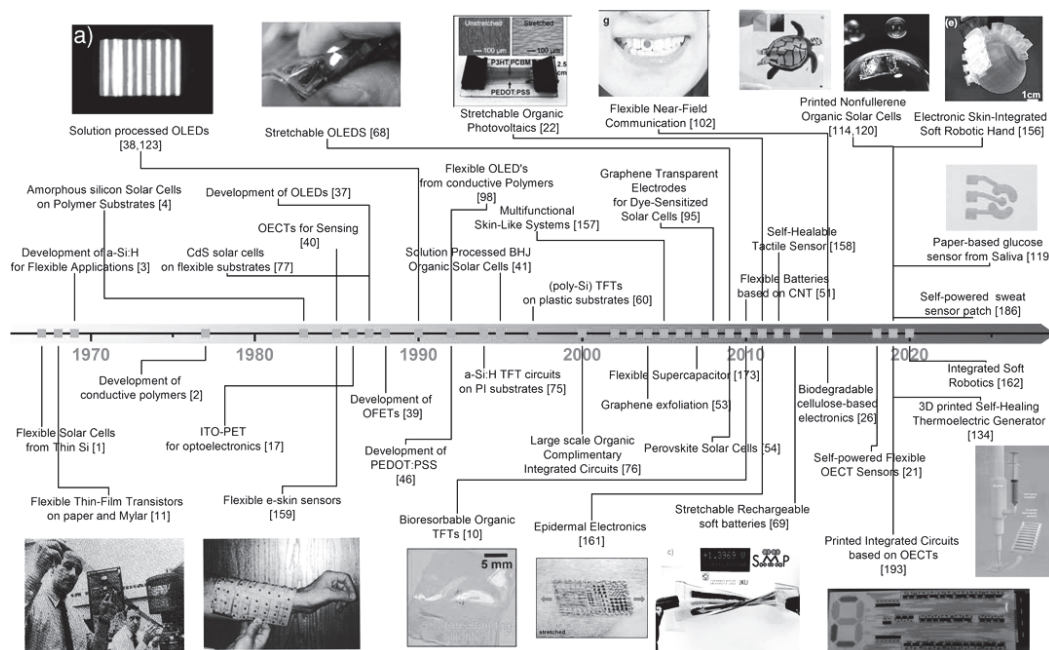 a)
Unstretched
Stretched
100 µm
100 µm
P3HT:PCBM
2.5
cm
PEDOT:PSS
g
(e)
1cm
Solution processed OLEDs
[38,123]
Stretchable OLEDS [68]
Stretchable Organic
Photovoltaics [22]
Flexible Near-Field
Communication [102]
Printed Nonfullerene
Organic Solar Cells
[114,120]
Electronic Skin-Integrated
Soft Robotic Hand [156]
Amorphous silicon Solar Cells
on Polymer Substrates [4]
Development of OLEDs [37]
Flexible OLED's
from conductive Polymers
[98]
Graphene Transparent
Electrodes
for Dye-Sensitized
Solar Cells [95]
OECTs for Sensing
[40]
Multifunctional
Skin-Like Systems [157]
Self-Healable
Tactile Sensor [158]
Development of a-Si:H
for Flexible Applications [3]
CdS solar cells
on flexible substrates [77]
Solution Processed BHJ
Organic Solar Cells [41]
Paper-based glucose
sensor from Saliva [119
(poly-Si) TFTs
on plastic substrates [60]
Flexible Batteries
based on CNT [51]
Self-powered sweat
sensor patch [186]
1970
1980
1990
2000
2010
2020
Development of
conductive polymers [2]
a-Si:H TFT circuits
on PI substrates [75]
Flexible Supercapacitor [173]
Integrated Soft
Robotics [162]
Development of
OFETs [39]
Graphene exfoliation [53]
Biodegradable
cellulose-based
electronics [26]
3D printed Self-Healing
Thermoelectric Generator
[134]
Flexible Solar Cells
from Thin Si [1]
ITO-PET
for optoelectronics [17]
Development of
PEDOT:PSS
[46]
Large scale Organic
Complimentary
Integrated Circuits [76]
Perovskite Solar Cells [54]
Self-powered Flexible
OECT Sensors [21]
Flexible Thin-Film Transistors
on paper and Mylar [11]
Flexible e-skin sensors
[159]
Bioresorbable Organic
TFTs [10]
Epidermal Electronics
[161]
Stretchable Rechargeable
soft batteries [69]
Printed Integrated Circuits
based on OECTs
[193]
5 mm
stretched
c)
+1.3969